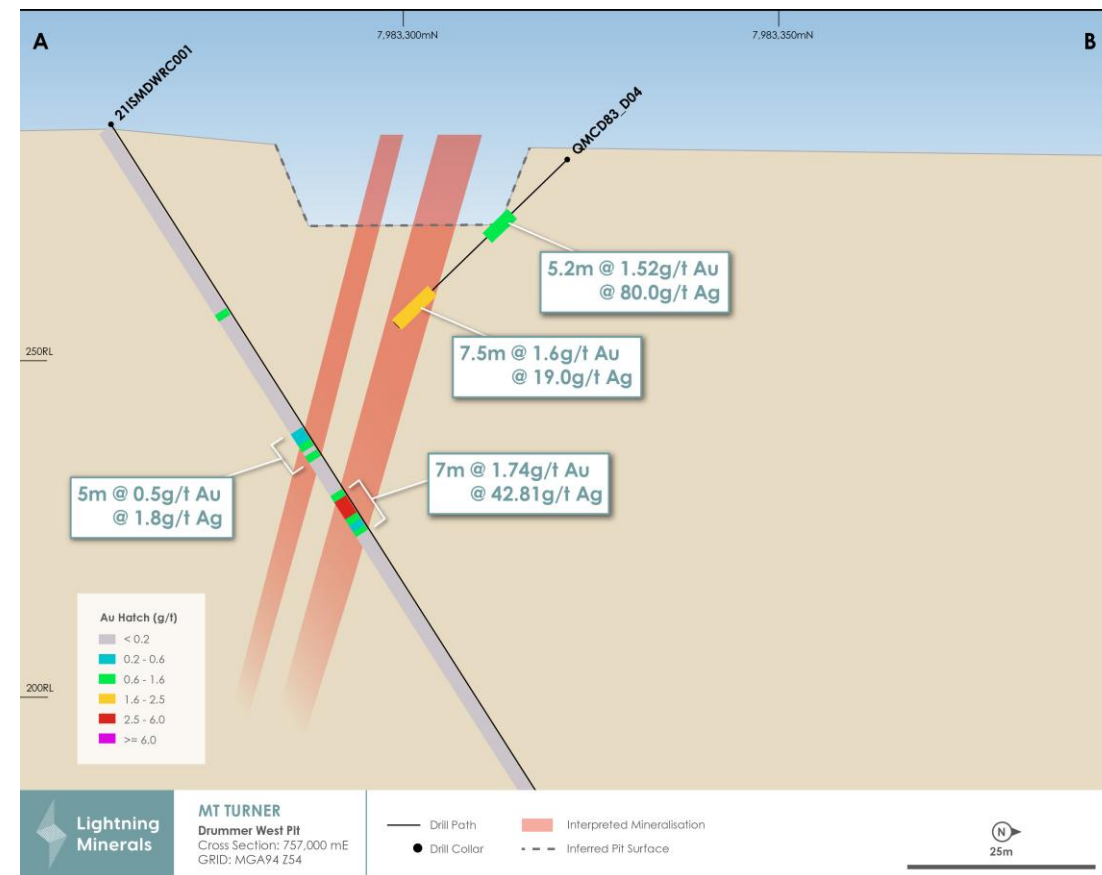 A
7,983,300mN
7,983,350mN
B
21ISMDWRC001
QMCD83_D04
5.2m @ 1.52g/t Au
@ 80.0g/t Ag
250RL
7.5m @ 1.6g/t Au
@ 19.0g/t Ag
7m @ 1.74g/t Au
@ 42.81g/t Ag
5m @ 0.5g/t Au
@ 1.8g/t Ag
200RL
Au Hatch (g/t)
< 0.2
0.2 - 0.6
0.6 - 1.6
1.6 - 2.5
2.5 - 6.0
>= 6.0
Lightning
Minerals
MT TURNER
Drummer West Pit
Cross Section: 757,000 mE
GRID: MGA94 Z54
Drill Path
Drill Collar
Interpreted Mineralisation
Inferred Pit Surface
N
25m